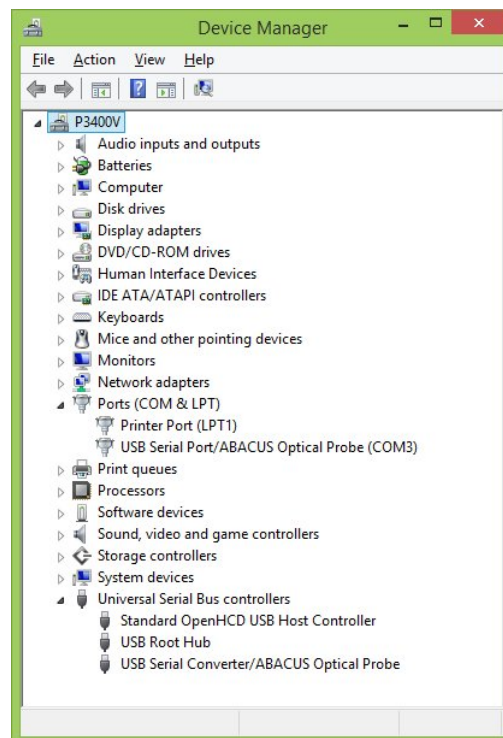 Device Manager
File Action View Help
P3400V
Audio inputs and outputs
Batteries
Computer
Disk drives
Display adapters
DVD/CD-ROM drives
Human Interface Devices
IDE ATA/ATAPI controllers
Keyboards
Mice and other pointing devices
Monitors
Network adapters
Ports (COM & LPT)
Printer Port (LPT1)
USB Serial Port/ABACUS Optical Probe (COM3)
Print queues
Processors
Software devices
Sound, video and game controllers
Storage controllers
System devices
Universal Serial Bus controllers
Standard OpenHCD USB Host Controller
USB Root Hub
USB Serial Converter/ABACUS Optical Probe